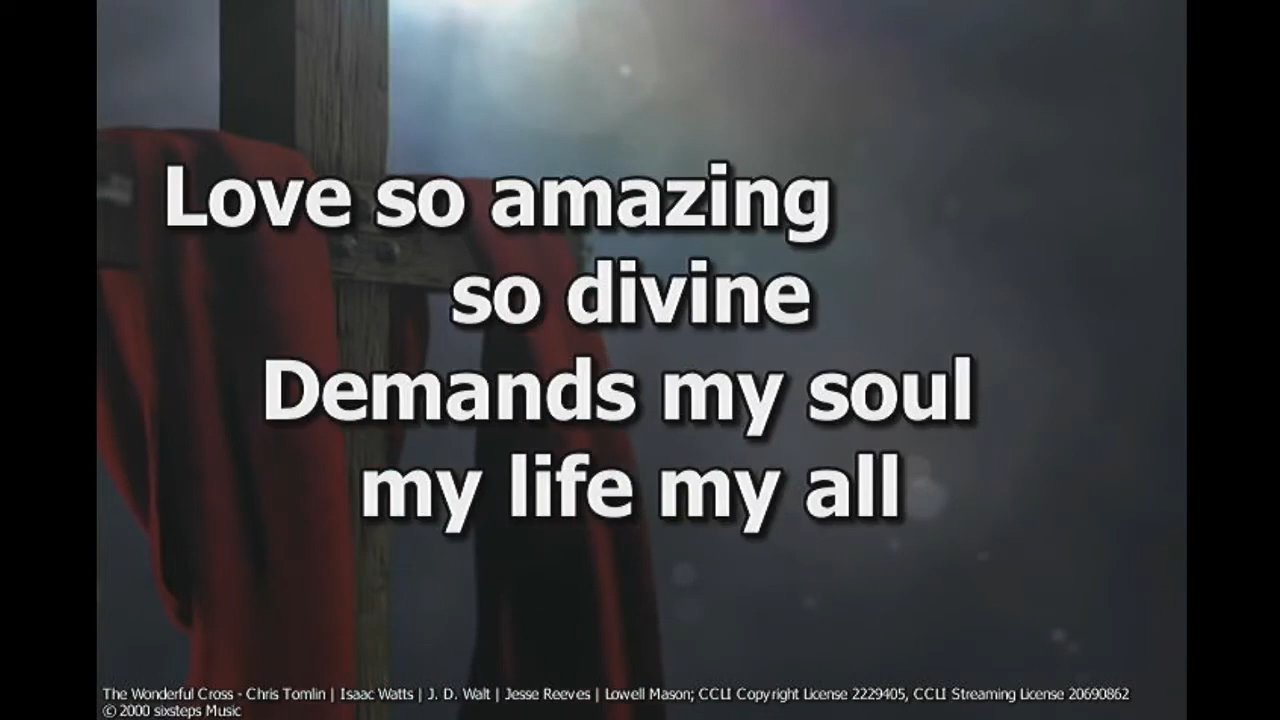 Love so amazing
so divine
Demands my soul
my life my all
The Wonderful Cross - Chris Tomlin | Isaac Watts | J. D. Walt | Jesse Reeves | Lowell Mason; CCLI Copyright License 2229405, CCLI Streaming License 20690862
© 2000 sixsteps Music